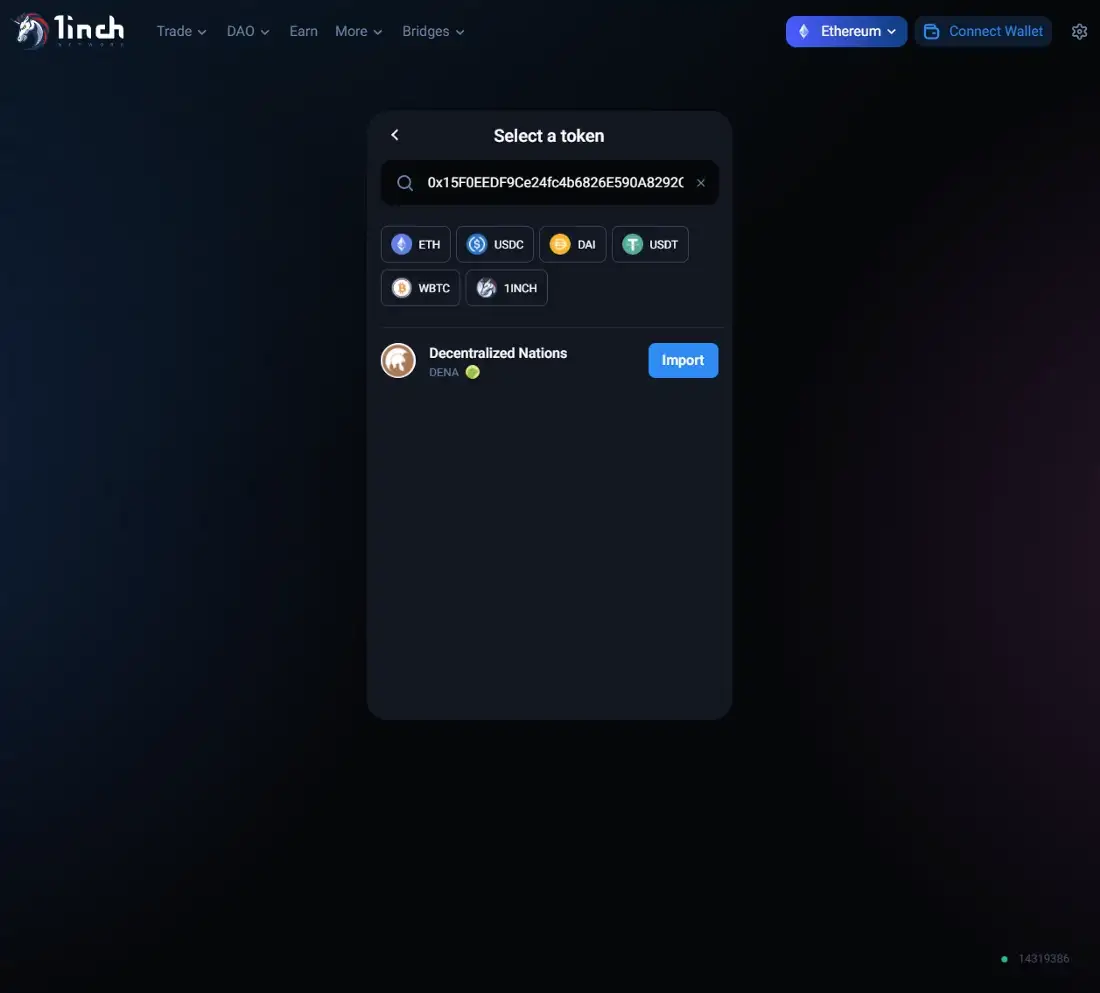 1inch
NETWORK
Trade DAO Earn More Bridges Ethereum Connect Wallet
Select a token
0x15F0EEDF9Ce24fc4b6826E590A8292C
ETH USDC DAI USDT
WBTC 1INCH
Decentralized Nations
DENA
Import
14319386